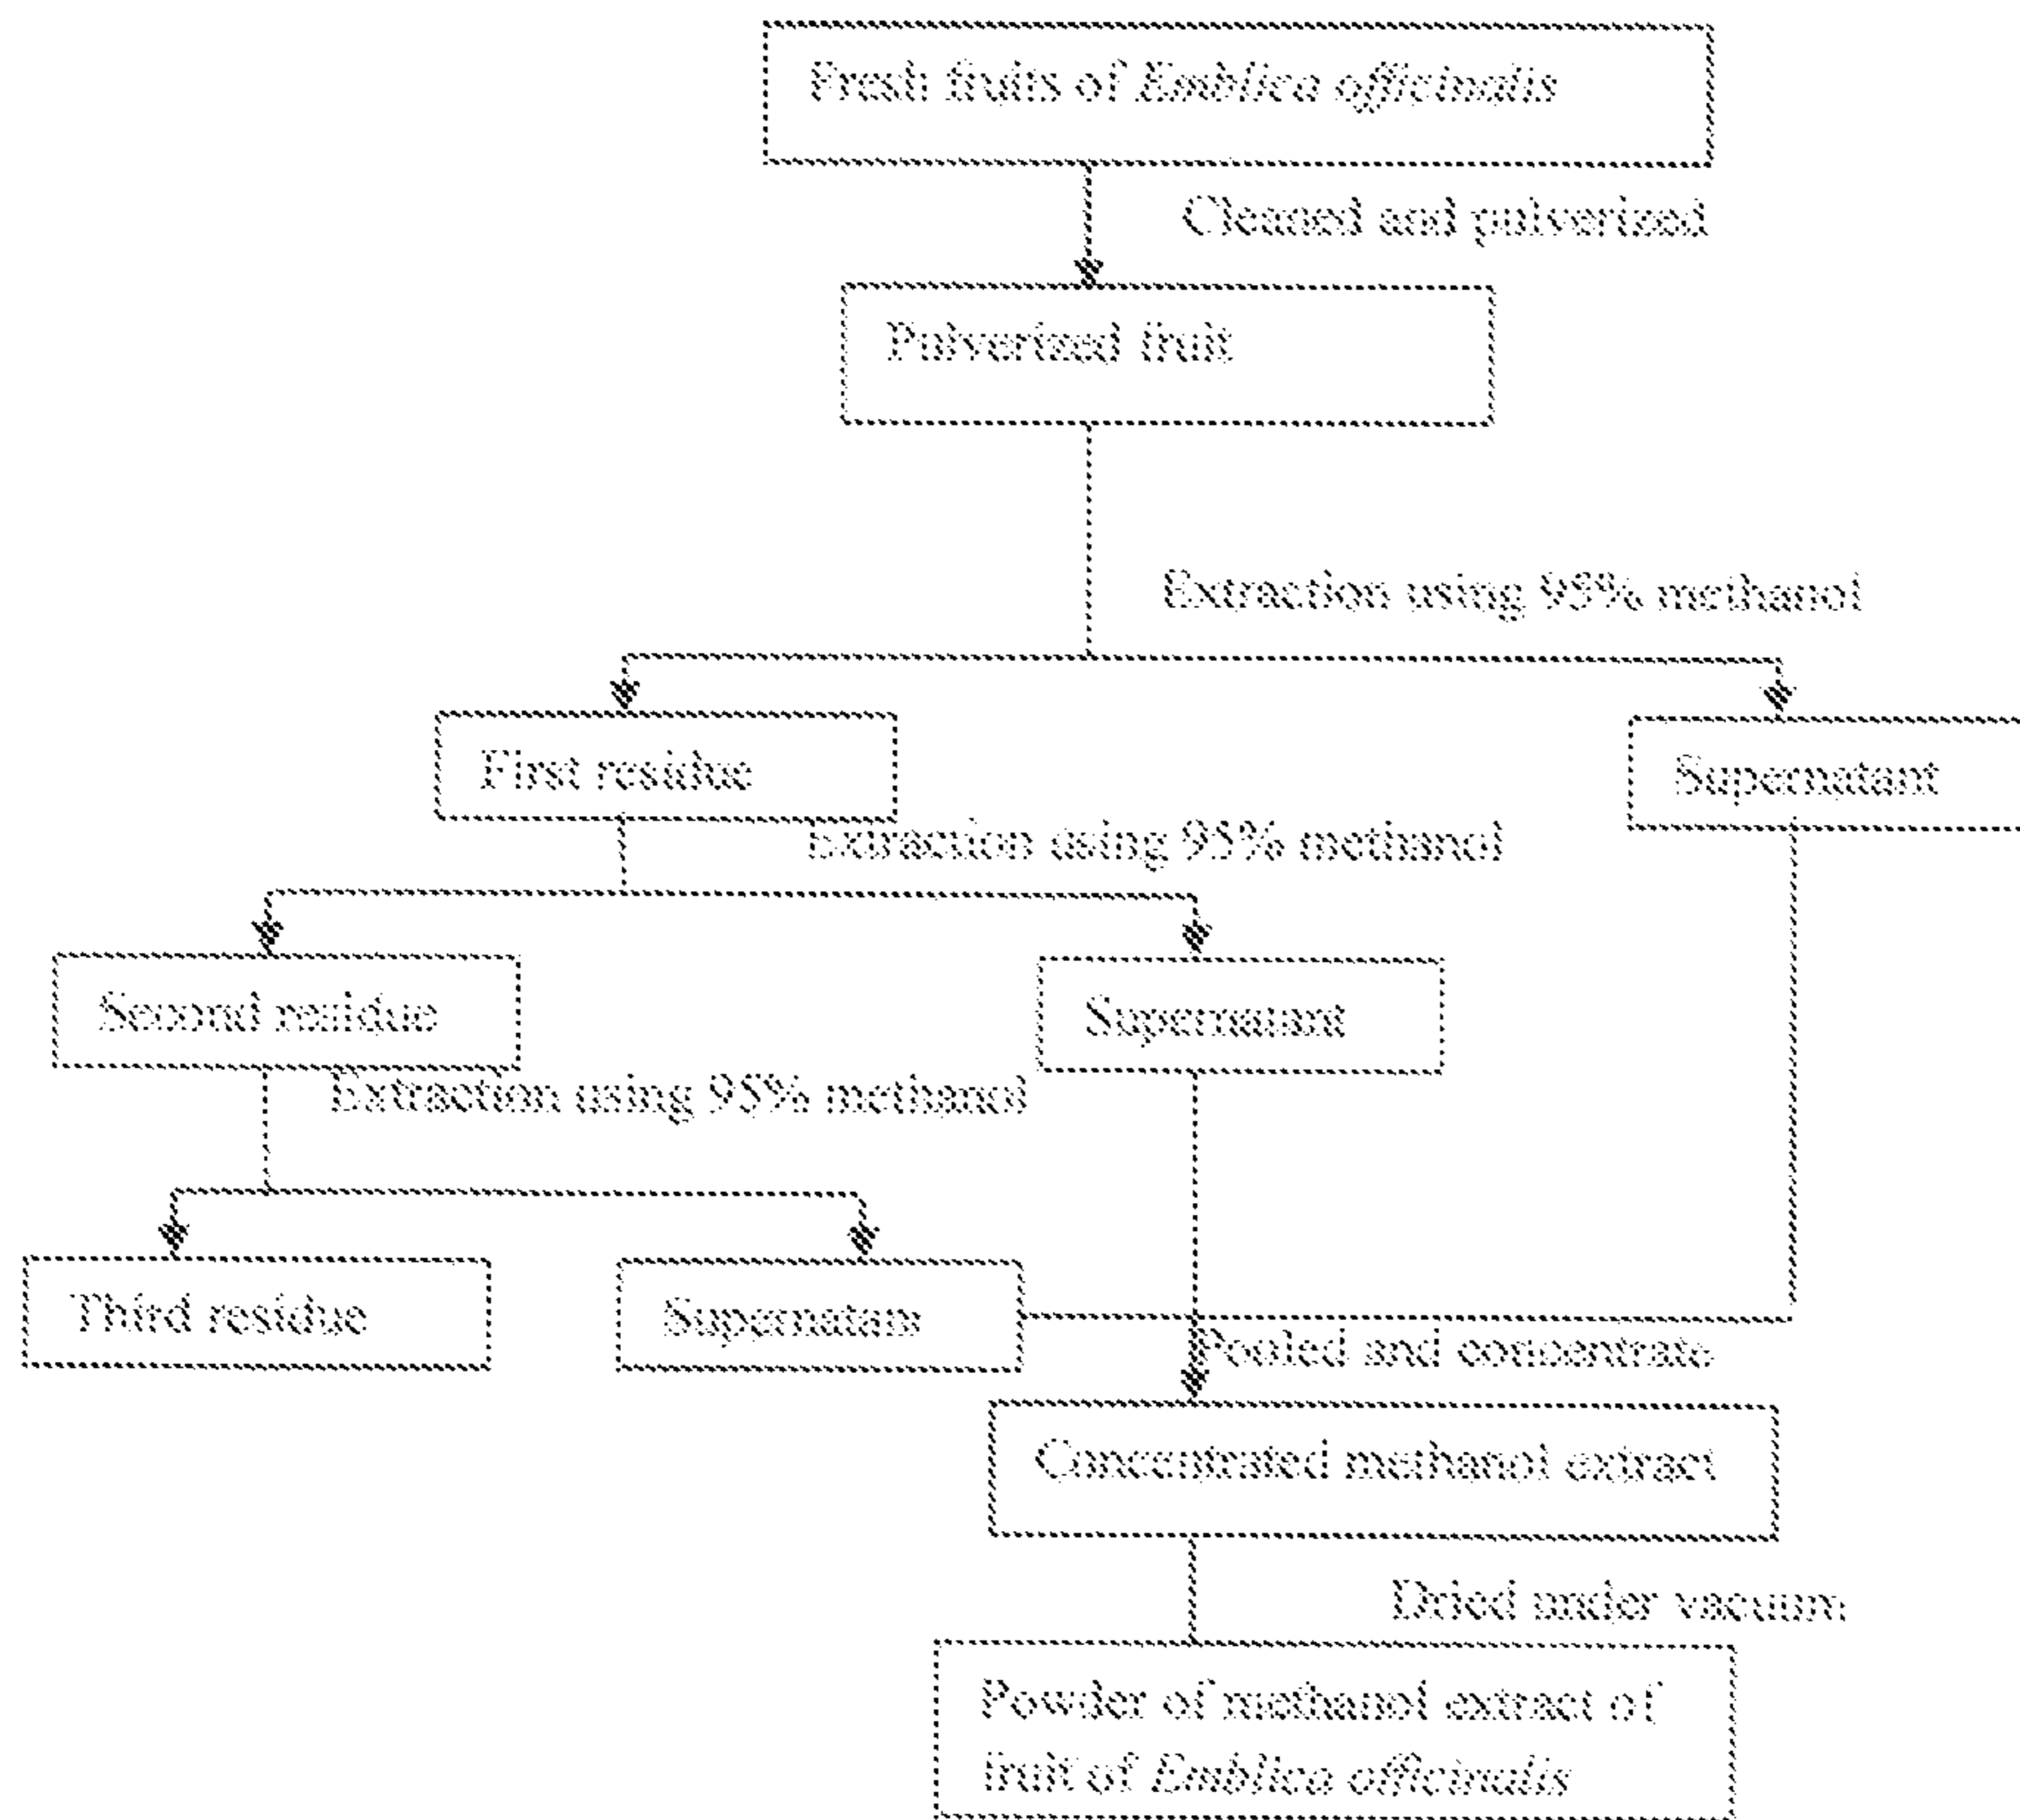 Fresh fruits of Emblica officinalis
Cleaned and pulverized
Pulverized fruit
Extraction using 95% methanol
First residue
Supernatant
Extraction using 95% methanol
Second residue
Supernatant
Extraction using 95% methanol
Third residue
Supernatant
Pooled and concentrate
Concentrated methanol extract
Dried under vacuum
Powder of methanol extract of
fruit of Emblica officinalis